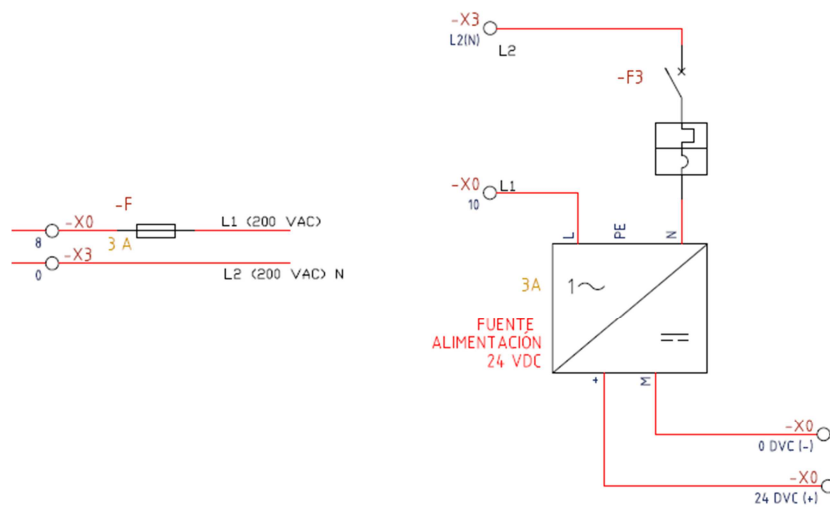 -X3
L2(N)
L2
-F3
-X0
L1
10
-F
-X0
L1 (200 VAC)
8
3 A
-X3
0
L2 (200 VAC) N
L
PE
N
3A
1~
FUENTE
ALIMENTACIÓN
24 VDC
+
M
-X0
0 DVC (-)
-X0
24 DVC (+)